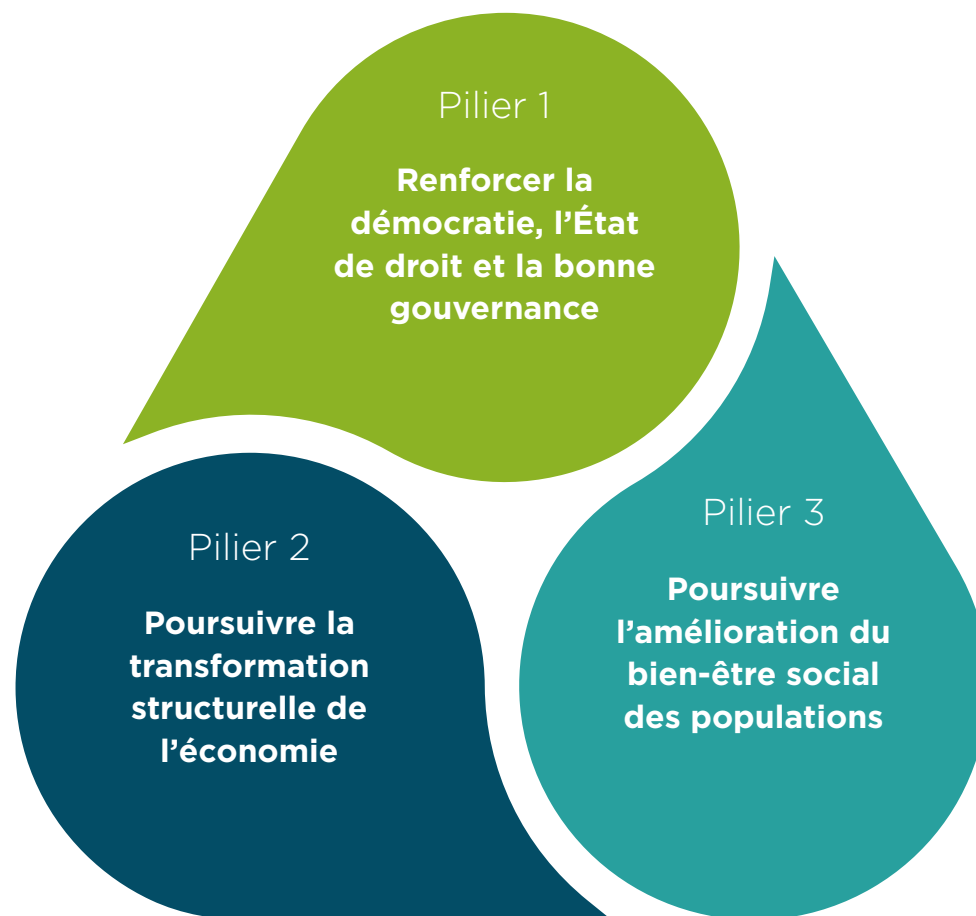 Pilier 1
Renforcer la
démocratie, l’État
de droit et la bonne
gouvernance
Pilier 2
Poursuivre la
transformation
structurelle de
l’économie
Pilier 3
Poursuivre
l’amélioration du
bien-être social
des populations